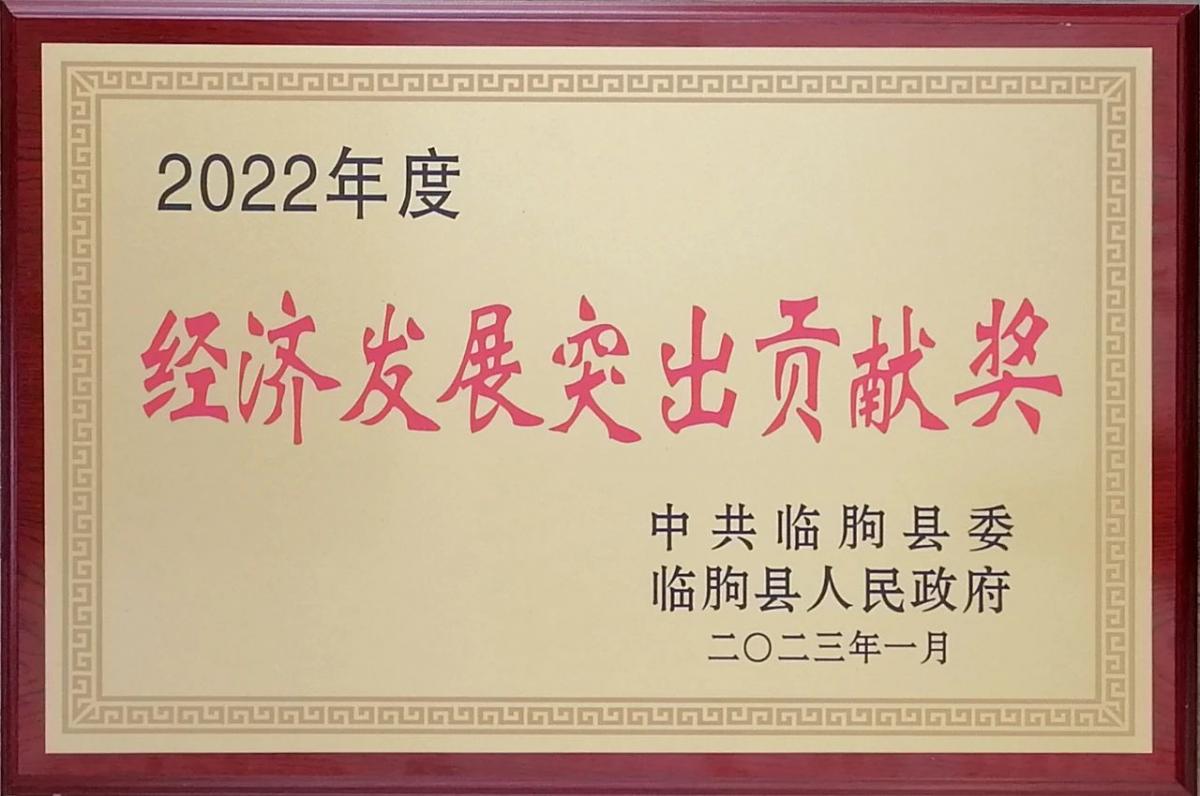 2022年度
经济发展突出贡献奖
中共临朐县委
临朐县人民政府
二〇二三年一月